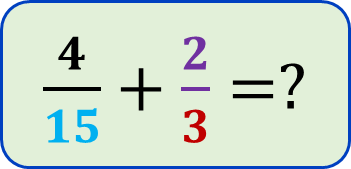 4/15 + 2/3 = ?